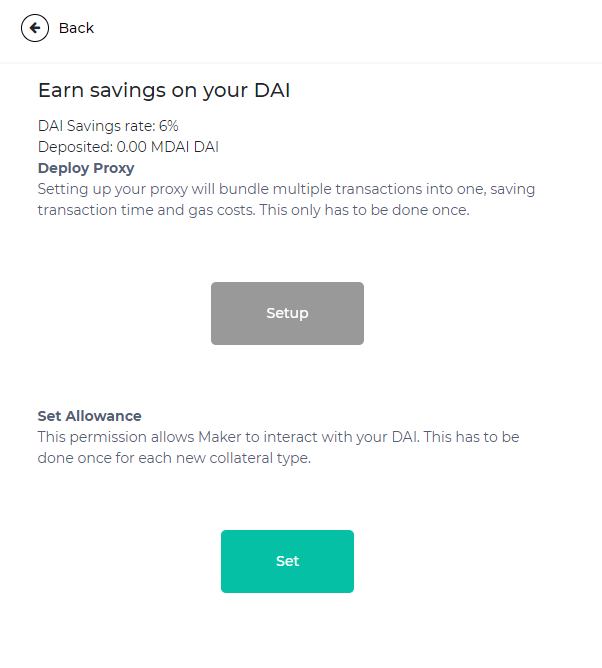 Back
Earn savings on your DAI
DAI Savings rate: 6%
Deposited: 0.00 MDAI DAI
Deploy Proxy
Setting up your proxy will bundle multiple transactions into one, saving
transaction time and gas costs. This only has to be done once.
Setup
Set Allowance
This permission allows Maker to interact with your DAI. This has to be
done once for each new collateral type.
Set